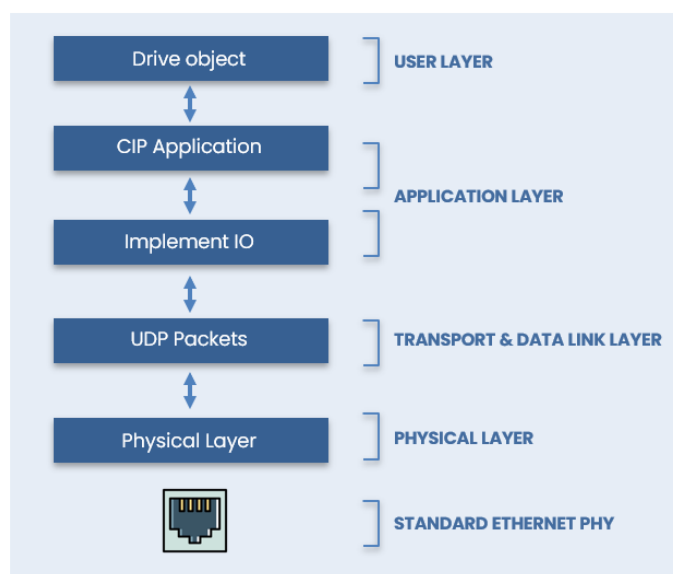 Drive object
USER LAYER
CIP Application
APPLICATION LAYER
Implement IO
UDP Packets
TRANSPORT & DATA LINK LAYER
Physical Layer
PHYSICAL LAYER
STANDARD ETHERNET PHY